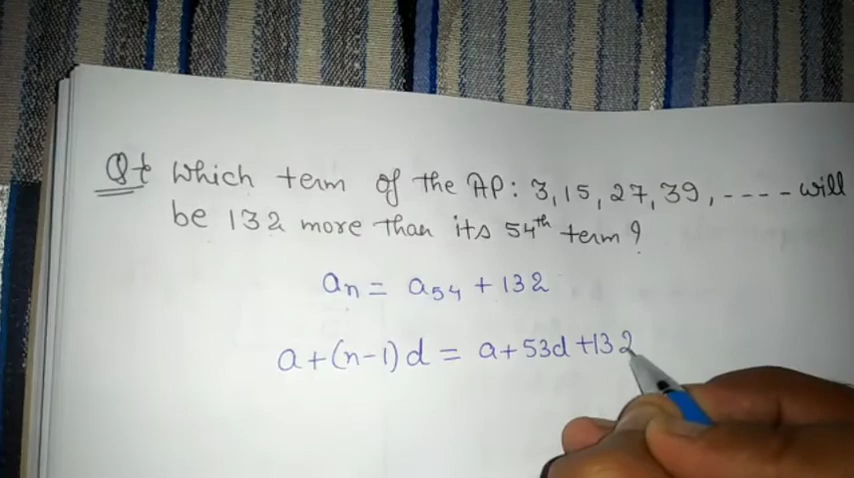 Q‡ Which term of the AP: 3, 15, 27, 39, ---- will
be 132 more than its 54th term?
an = a54 + 132
a + (n-1) d = a + 53d + 132